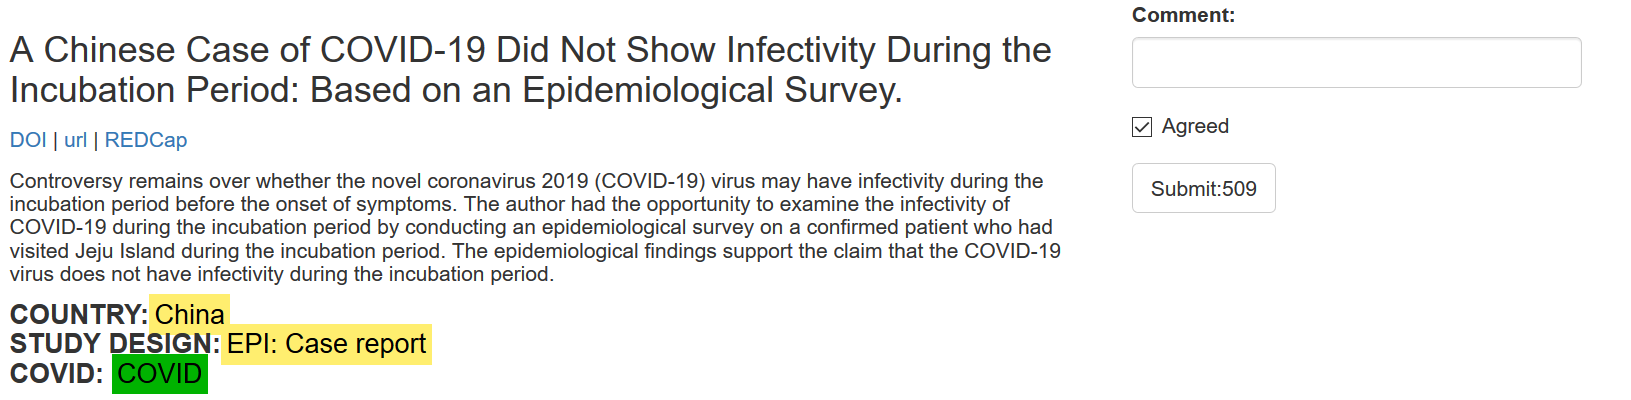 A Chinese Case of COVID-19 Did Not Show Infectivity During the
Incubation Period: Based on an Epidemiological Survey.
DOI | url | REDCap
Controversy remains over whether the novel coronavirus 2019 (COVID-19) virus may have infectivity during the
incubation period before the onset of symptoms. The author had the opportunity to examine the infectivity of
COVID-19 during the incubation period by conducting an epidemiological survey on a confirmed patient who had
visited Jeju Island during the incubation period. The epidemiological findings support the claim that the COVID-19
virus does not have infectivity during the incubation period.
COUNTRY: China
STUDY DESIGN: EPI: Case report
COVID: COVID
Comment:
Agreed
Submit:509